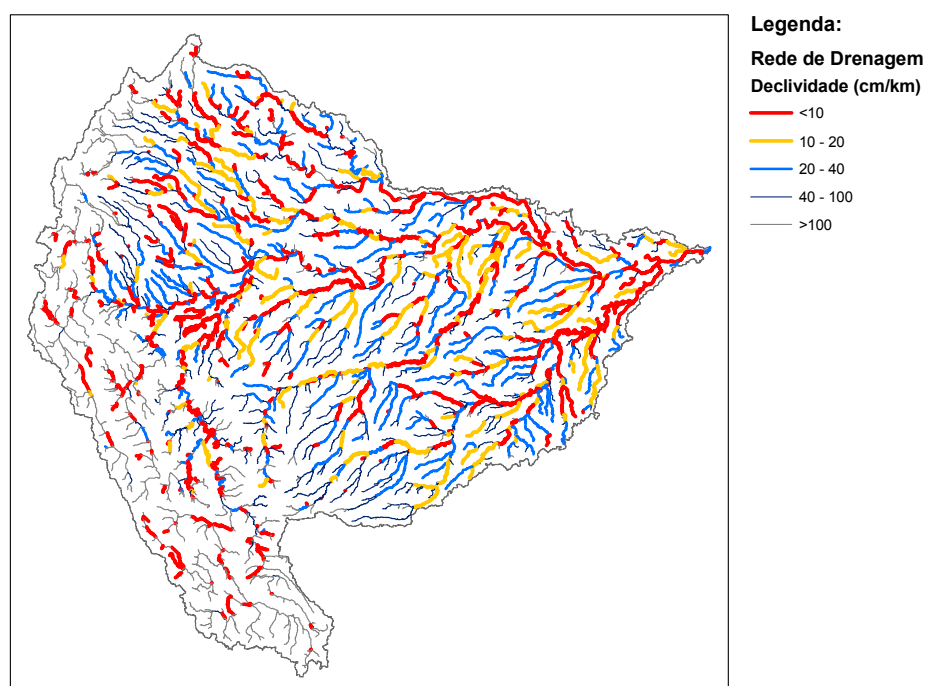 Legenda:
Rede de Drenagem
Declividade (cm/km)
<10
10 - 20
20 - 40
40 - 100
>100